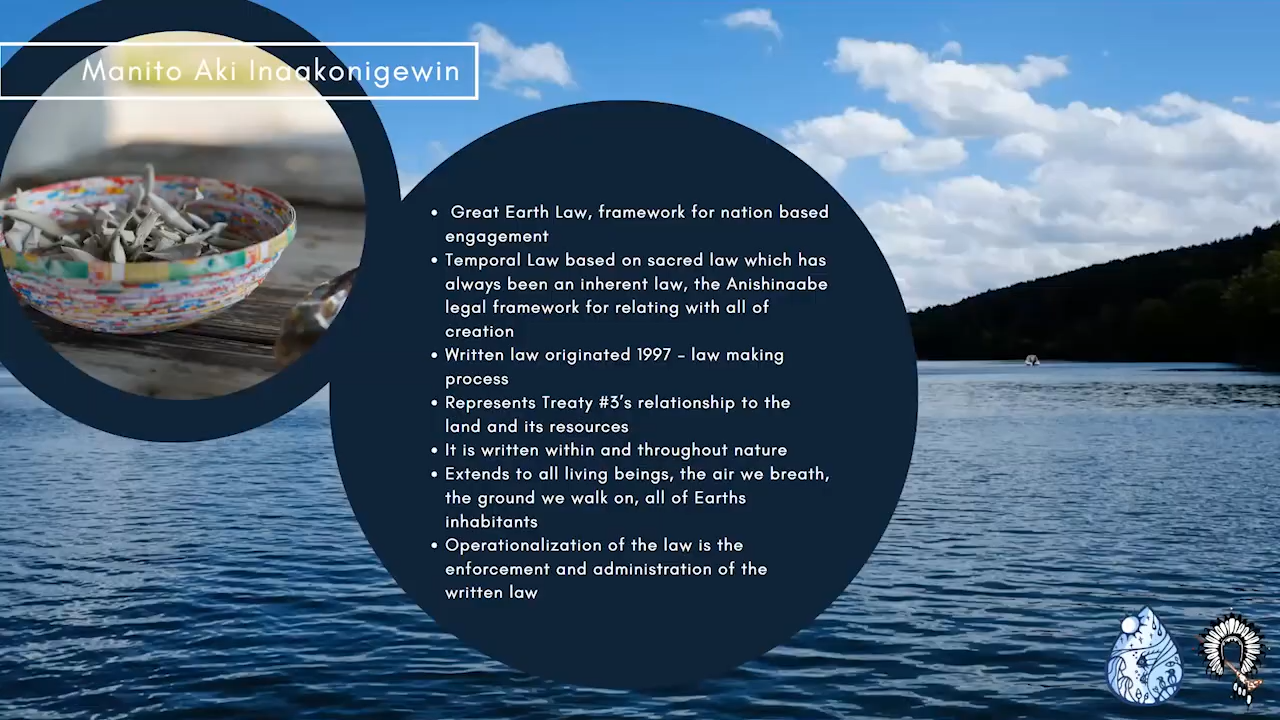 Manito Aki Inaakonigewin
• Great Earth Law, framework for nation based
engagement
• Temporal Law based on sacred law which has
always been an inherent law, the Anishinaabe
legal framework for relating with all of
creation
• Written law originated 1997 - law making
process
• Represents Treaty #3's relationship to the
land and its resources
• It is written within and throughout nature
• Extends to all living beings, the air we breath,
the ground we walk on, all of Earths
inhabitants
• Operationalization of the law is the
enforcement and administration of the
written law